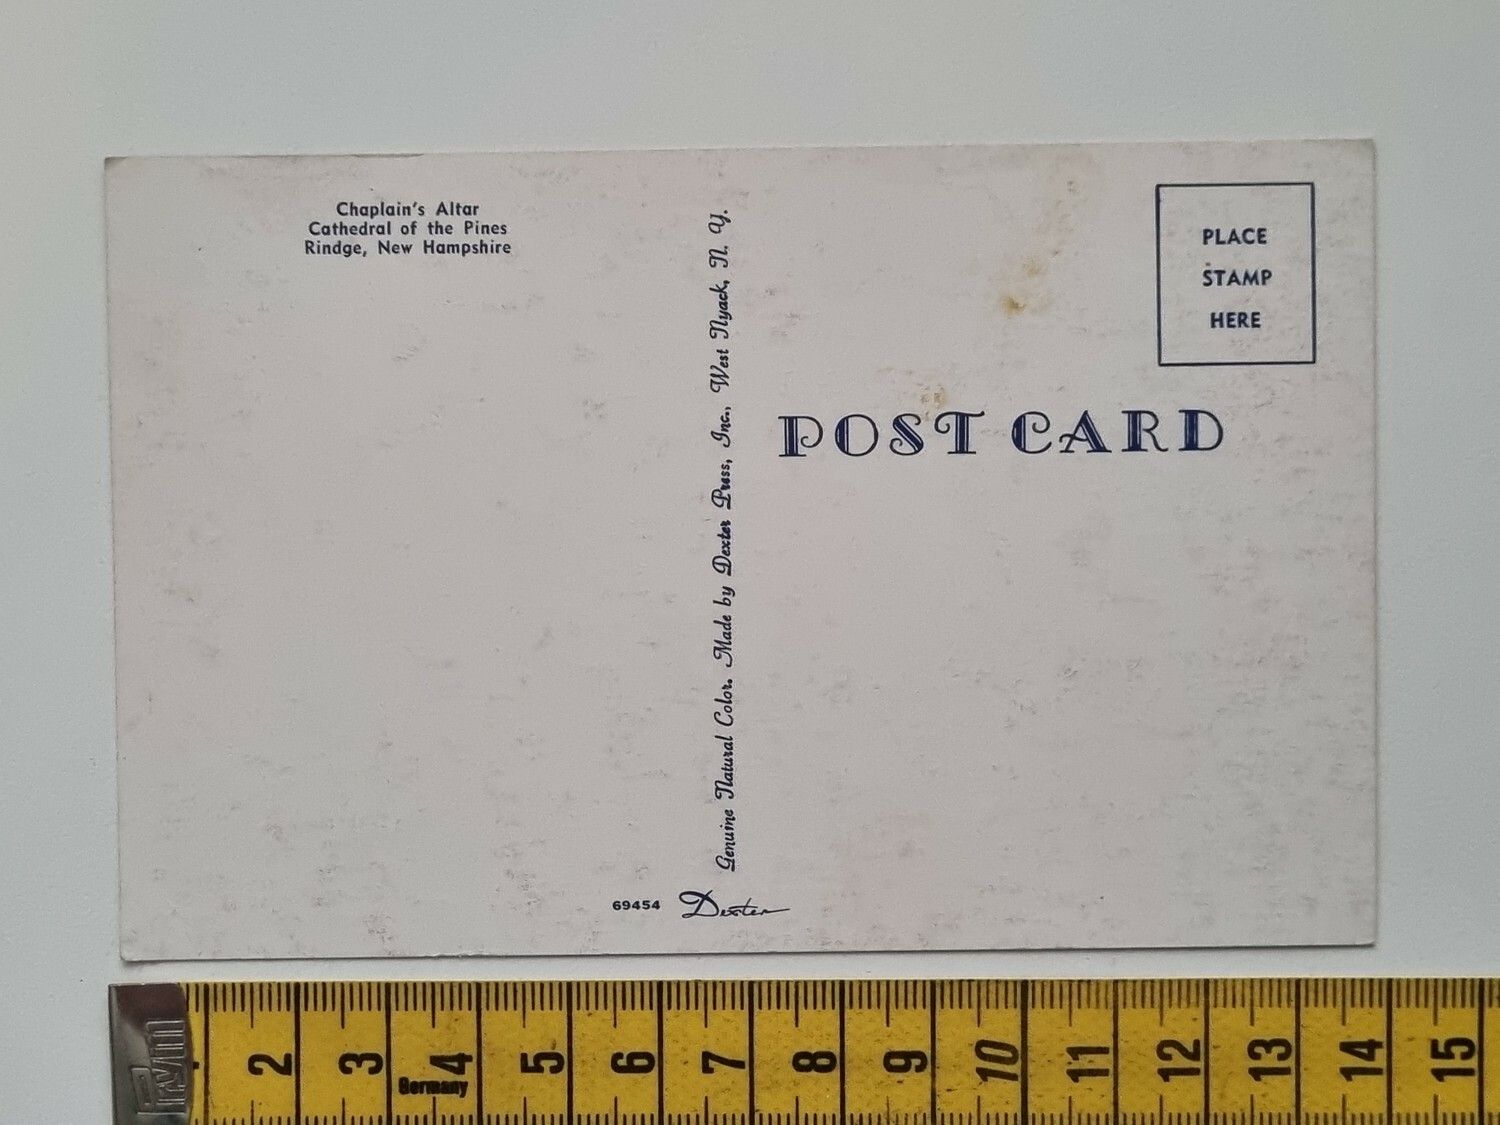 Chaplain's Altar
Cathedral of the Pines
Rindge, New Hampshire
Genuine Natural Color. Made by Dexter Press, Inc., West Nyack, N. Y.
PLACE
STAMP
HERE
POST CARD
69454 Dexter
Prym
2 3 4 5 6 7 8 9 10 11 12 13 14 15
Germany